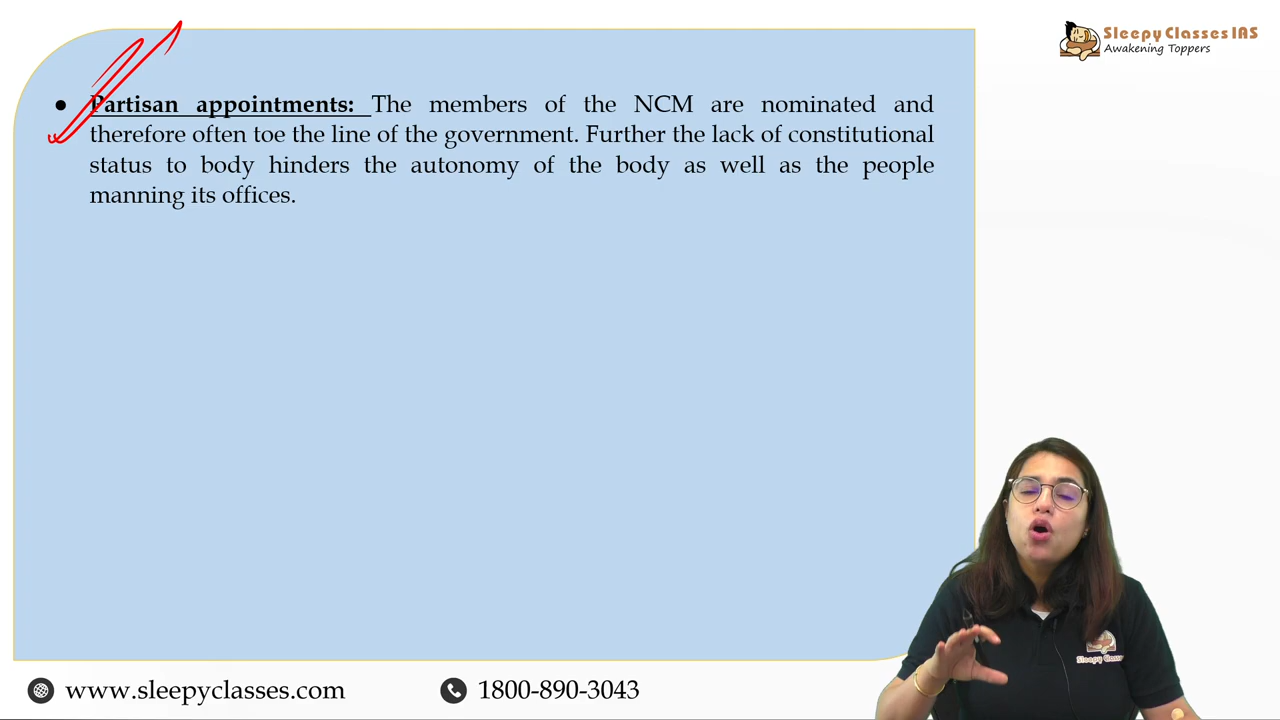 Sleepy Classes IAS
Awakening Toppers
● Partisan appointments: The members of the NCM are nominated and
therefore often toe the line of the government. Further the lack of constitutional
status to body hinders the autonomy of the body as well as the people
manning its offices.
Sleepy Classes
www.sleepyclasses.com
1800-890-3043